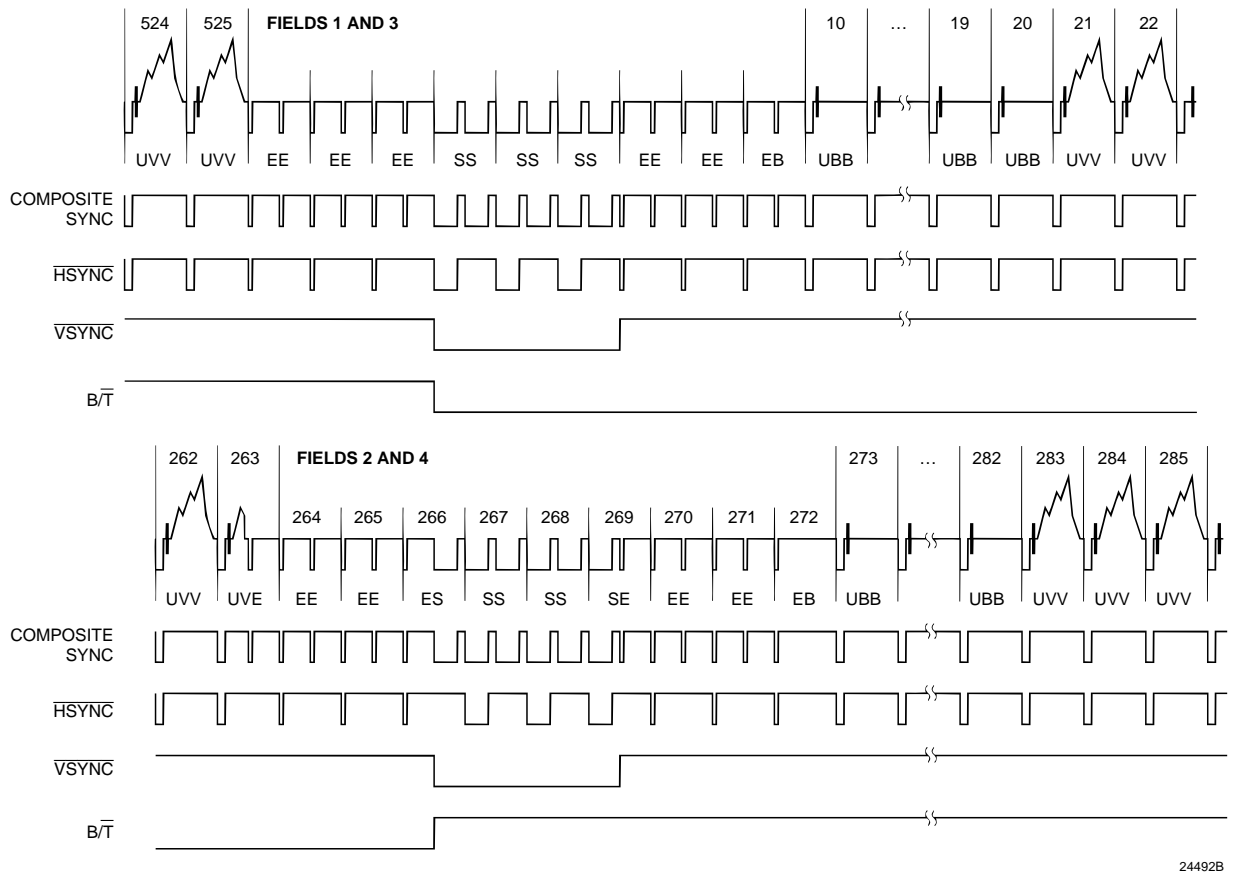 524 525 FIELDS 1 AND 3 10 … 19 20 21 22
UVV UVV EE EE EE SS SS SS EE EE EB UBB UBB UBB UVV UVV
COMPOSITE
SYNC
HSYNC
VSYNC
B/T
262 263 FIELDS 2 AND 4 273 … 282 283 284 285
264 265 266 267 268 269 270 271 272
UVV UVE EE EE ES SS SS SE EE EE EB UBB UBB UVV UVV UVV
COMPOSITE
SYNC
HSYNC
VSYNC
B/T
24492B